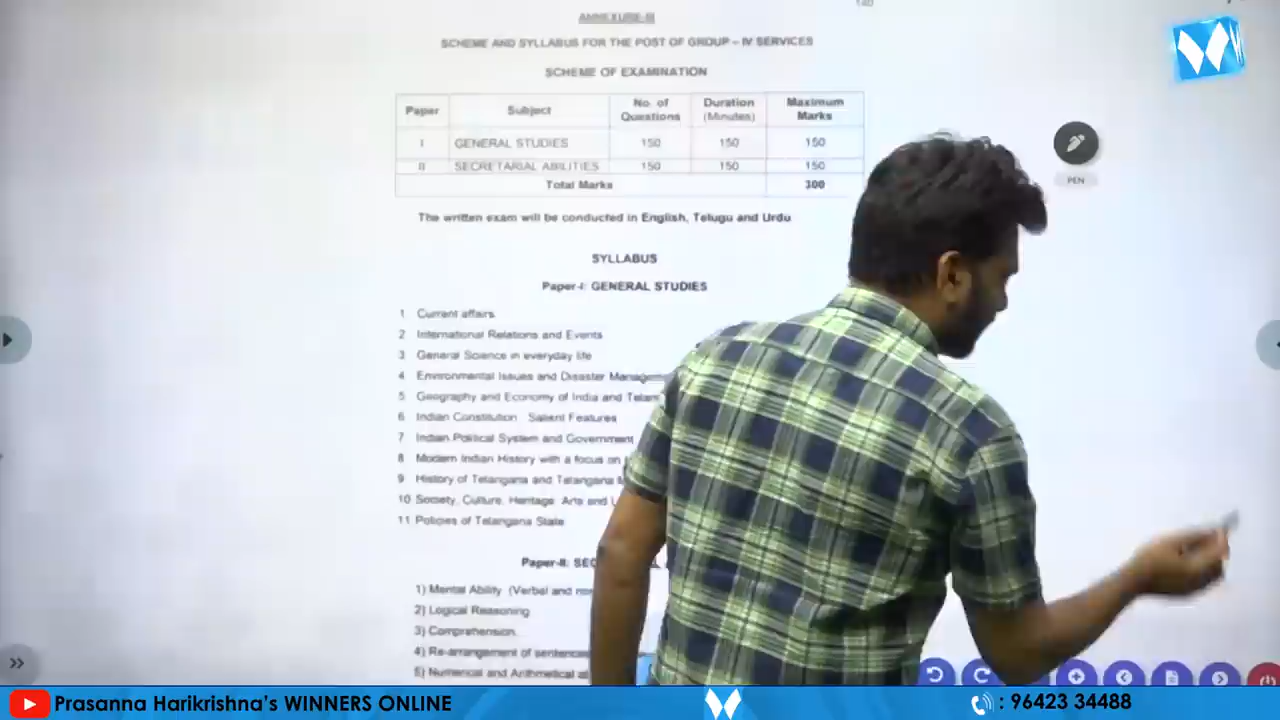 140
ANNEXURE-III
SCHEME AND SYLLABUS FOR THE POST OF GROUP – IV SERVICES
SCHEME OF EXAMINATION
Paper Subject No. of Questions Duration (Minutes) Maximum Marks
I GENERAL STUDIES 150 150 150
II SECRETARIAL ABILITIES 150 150 150
Total Marks 300
The written exam will be conducted in English, Telugu and Urdu
PEN
SYLLABUS
Paper-I: GENERAL STUDIES
1 Current affairs.
2 International Relations and Events
3 General Science in everyday life
4 Environmental Issues and Disaster
5 Geography and Economy of India and
6 Indian Constitution Salient Features
7 Indian Political System and Government
8 Modern Indian History with a focus on
9 History of Telangana and Telangana
10 Society, Culture, Heritage, Arts and
11 Policies of Telangana State
Paper-II:
1) Mental Ability (Verbal and
2) Logical Reasoning
3) Comprehension.
4) Re-arrangement of sentences
5) Numerical and Arithmetical
Prasanna Harikrishna's WINNERS ONLINE
: 96423 34488